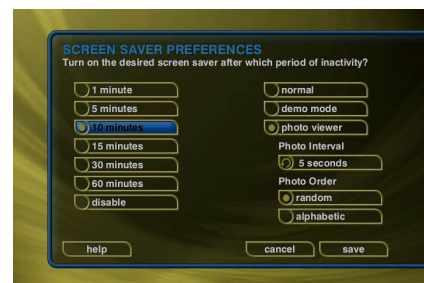 SCREEN SAVER PREFERENCES
Turn on the desired screen saver after which period of inactivity?
1 minute
5 minutes
10 minutes
15 minutes
30 minutes
60 minutes
disable
normal
demo mode
photo viewer
Photo Interval
5 seconds
Photo Order
random
alphabetic
help
cancel
save